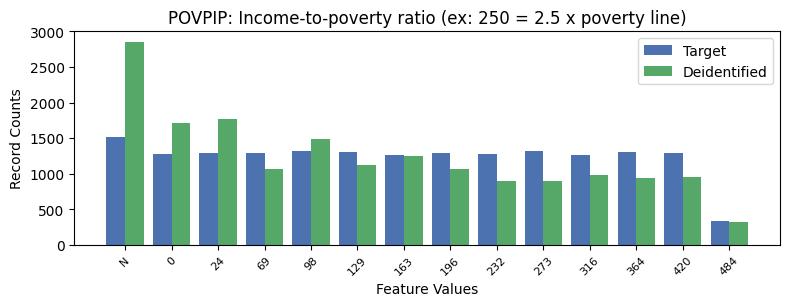 POVPIP: Income-to-poverty ratio (ex: 250 = 2.5 x poverty line)
3000
2500
2000
1500
1000
500
0
Record Counts
Target
Deidentified
N 0 24 69 98 129 163 196 232 273 316 364 420 484
Feature Values